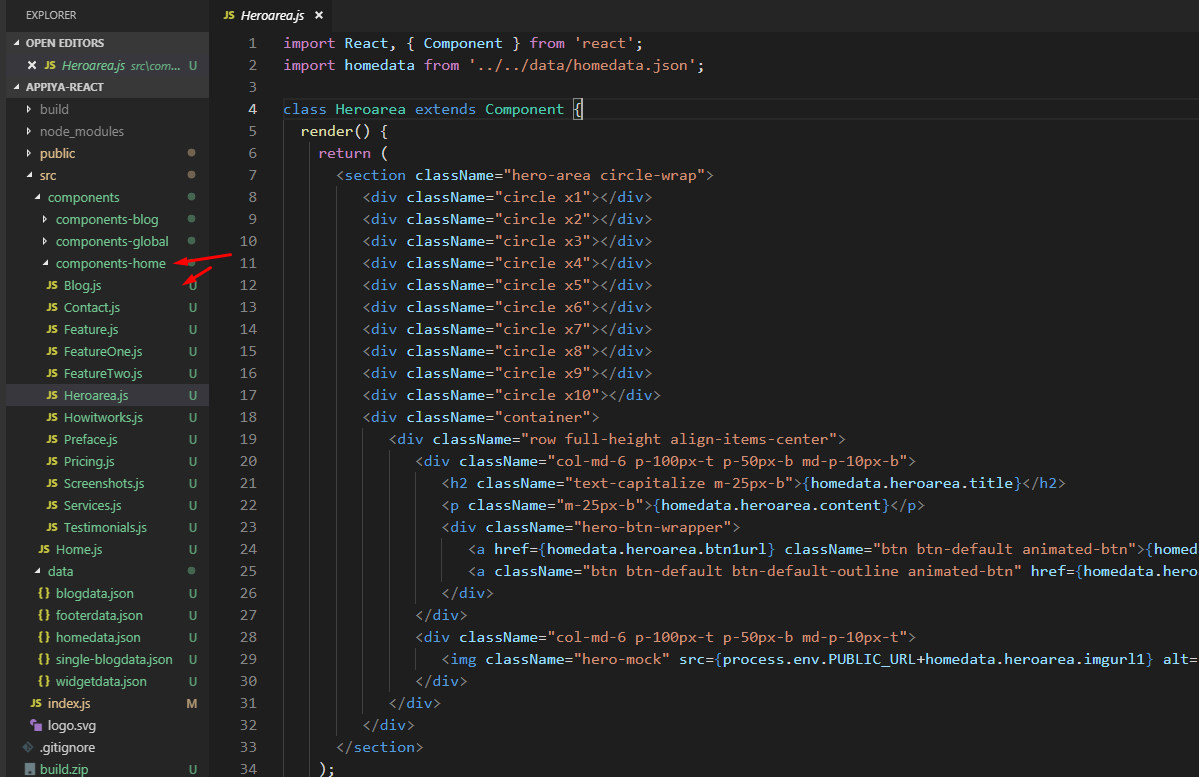 EXPLORER
OPEN EDITORS
JS Heroarea.js src\com... U
APPIYA-REACT
build
node_modules
public
src
components
components-blog
components-global
components-home
JS Blog.js U
JS Contact.js U
JS Feature.js U
JS FeatureOne.js U
JS FeatureTwo.js U
JS Heroarea.js U
JS Howitworks.js U
JS Preface.js U
JS Pricing.js U
JS Screenshots.js U
JS Services.js U
JS Testimonials.js U
JS Home.js U
data
{} blogdata.json U
{} footerdata.json U
{} homedata.json U
{} single-blogdata.json U
{} widgetdata.json U
JS index.js M
logo.svg
.gitignore
build.zip U
JS Heroarea.js ×
1 import React, { Component } from 'react';
2 import homedata from '../../data/homedata.json';
3
4 class Heroarea extends Component {
5 render() {
6 return (
7 <section className="hero-area circle-wrap">
8 <div className="circle x1"></div>
9 <div className="circle x2"></div>
10 <div className="circle x3"></div>
11 <div className="circle x4"></div>
12 <div className="circle x5"></div>
13 <div className="circle x6"></div>
14 <div className="circle x7"></div>
15 <div className="circle x8"></div>
16 <div className="circle x9"></div>
17 <div className="circle x10"></div>
18 <div className="container">
19 <div className="row full-height align-items-center">
20 <div className="col-md-6 p-100px-t p-50px-b md-p-10px-b">
21 <h2 className="text-capitalize m-25px-b">{homedata.heroarea.title}</h2>
22 <p className="m-25px-b">{homedata.heroarea.content}</p>
23 <div className="hero-btn-wrapper">
24 <a href={homedata.heroarea.btn1url} className="btn btn-default animated-btn">{homed
25 <a className="btn btn-default btn-default-outline animated-btn" href={homedata.hero
26 </div>
27 </div>
28 <div className="col-md-6 p-100px-t p-50px-b md-p-10px-t">
29 <img className="hero-mock" src={process.env.PUBLIC_URL+homedata.heroarea.imgurl1} alt=
30 </div>
31 </div>
32 </div>
33 </section>
34 );